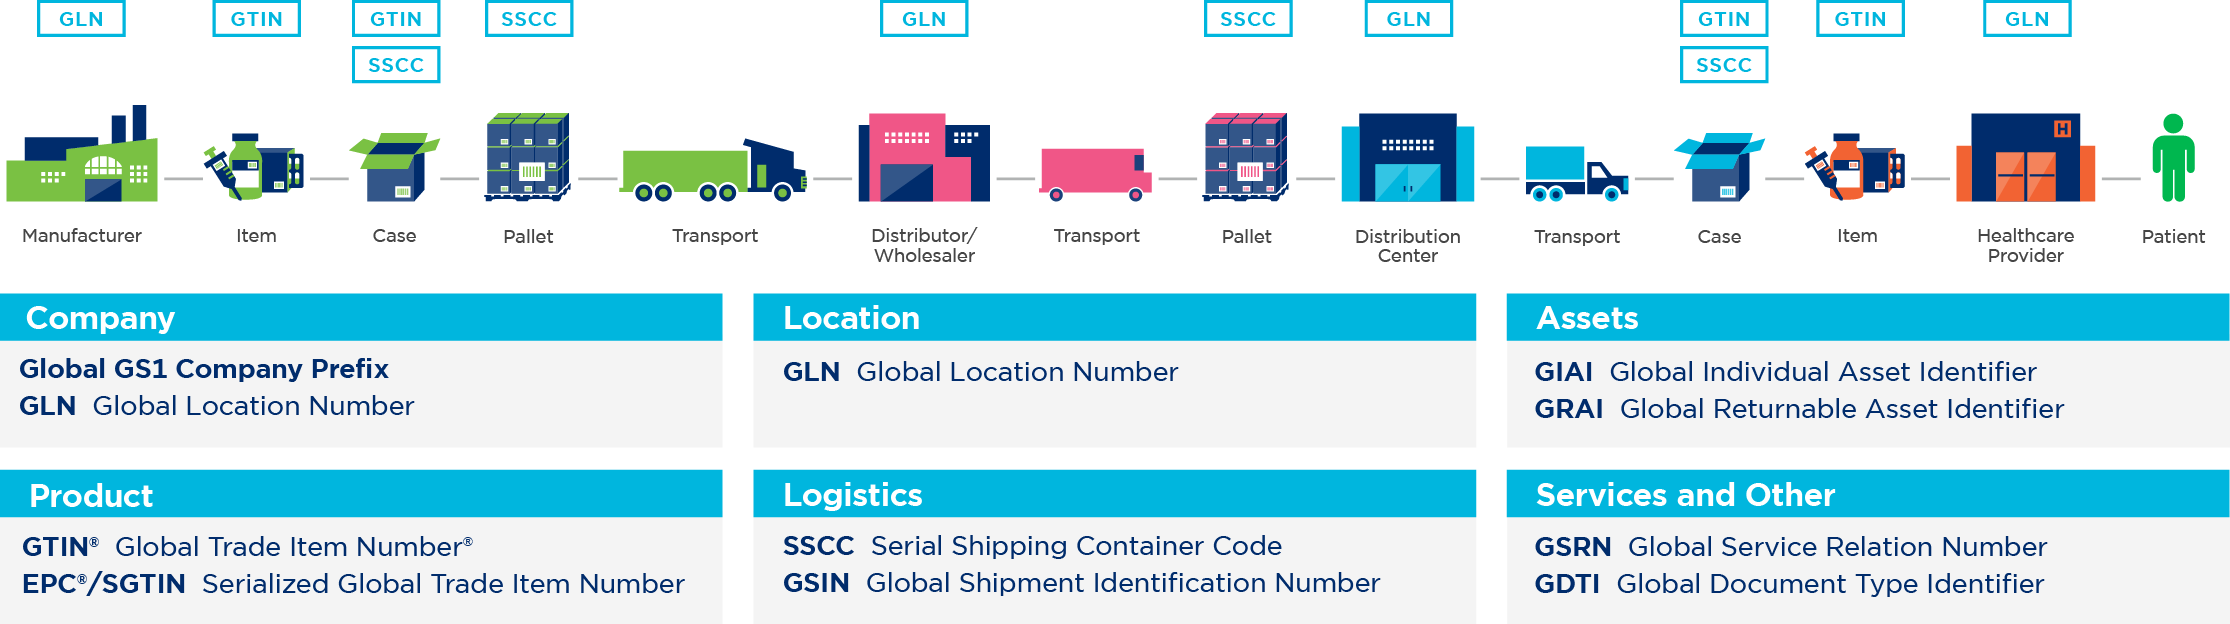 GLN GTIN GTIN SSCC GLN SSCC GLN GTIN GTIN GLN
SSCC SSCC
H
Manufacturer Item Case Pallet Transport Distributor/ Transport Pallet Distribution Transport Case Item Healthcare Patient
Wholesaler Center Provider
Company
Global GS1 Company Prefix
GLN Global Location Number
Location
GLN Global Location Number
Assets
GIAI Global Individual Asset Identifier
GRAI Global Returnable Asset Identifier
Product
GTIN® Global Trade Item Number®
EPC®/SGTIN Serialized Global Trade Item Number
Logistics
SSCC Serial Shipping Container Code
GSIN Global Shipment Identification Number
Services and Other
GSRN Global Service Relation Number
GDTI Global Document Type Identifier